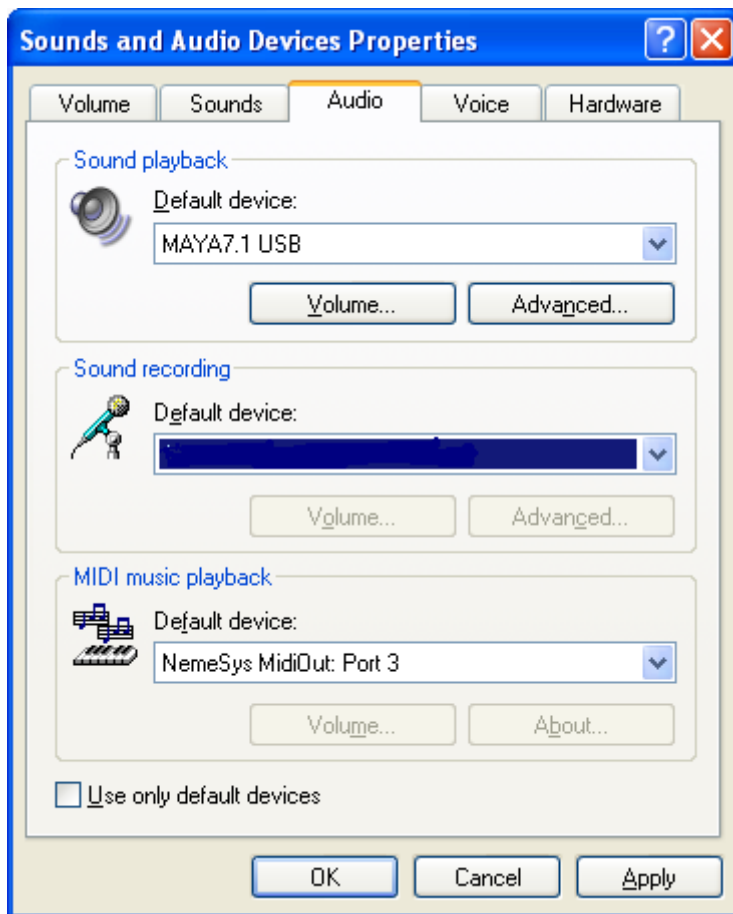 Sounds and Audio Devices Properties
?
Volume Sounds Audio Voice Hardware
Sound playback
Default device:
MAYA7.1 USB
Volume... Advanced...
Sound recording
Default device:
Volume... Advanced...
MIDI music playback
Default device:
NemeSys MidiOut: Port 3
Volume... About...
Use only default devices
OK Cancel Apply